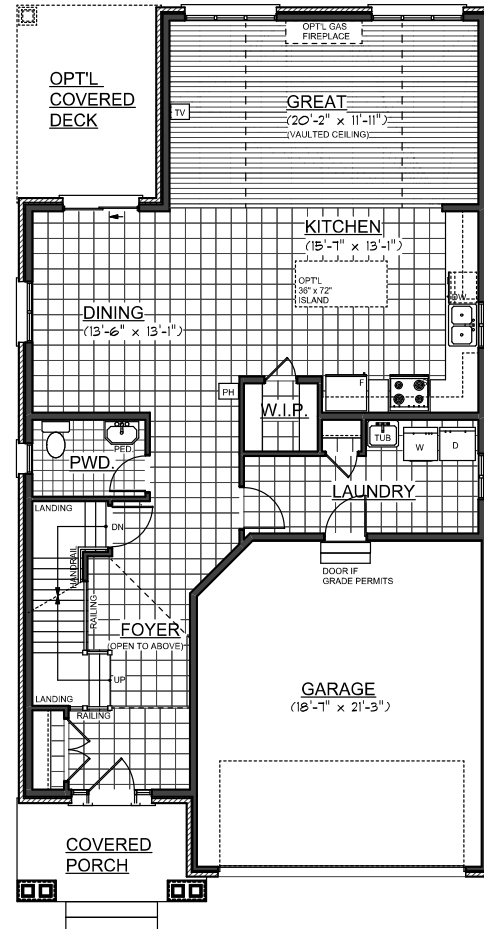 OPT'L GAS
FIREPLACE
OPT'L
COVERED
DECK
TV
GREAT
(20'-2" x 11'-11")
(VAULTED CEILING)
KITCHEN
(15'-7" x 13'-1")
OPT'L
36" x 72"
ISLAND
DW
DINING
(13'-6" x 13'-1")
PH
F
W.I.P.
PED.
PWD.
TUB
W
D
LAUNDRY
LANDING
DN
HANDRAIL
DOOR IF
GRADE PERMITS
RAILING
FOYER
(OPEN TO ABOVE)
UP
LANDING
RAILING
GARAGE
(18'-7" x 21'-3")
COVERED
PORCH